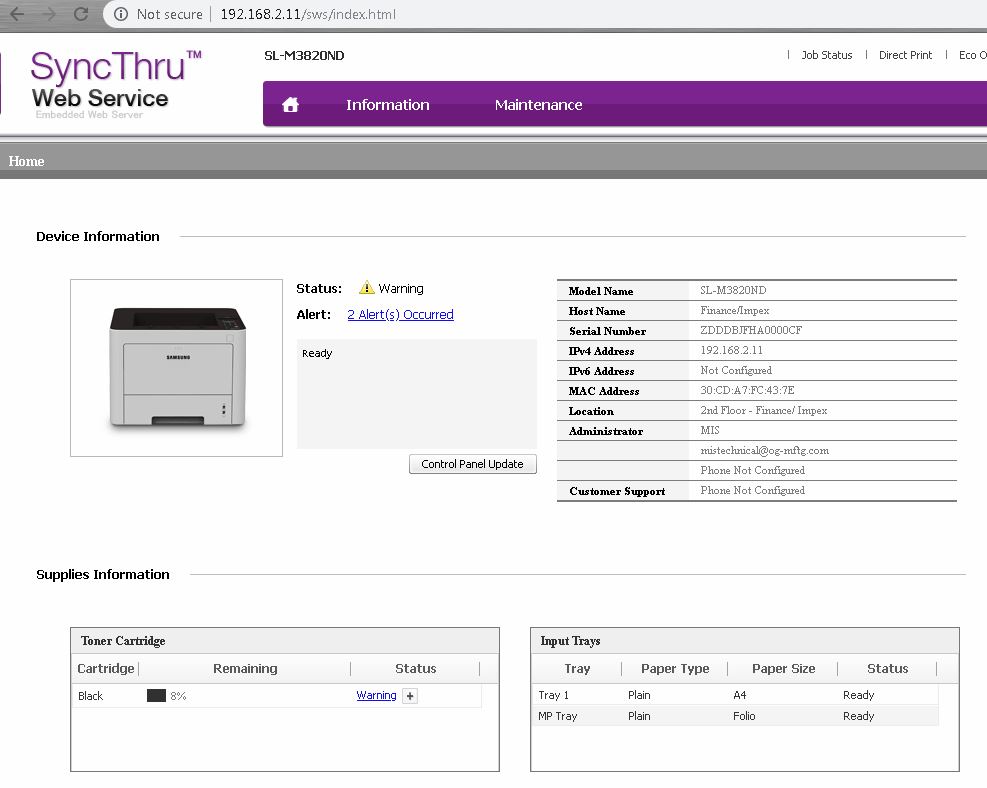 Not secure 192.168.2.11/sws/index.html
SyncThru™
Web Service
Embedded Web Server
SL-M3820ND
Job Status Direct Print Eco O
Information Maintenance
Home
Device Information
SAMSUNG
Status: Warning
Alert: 2 Alert(s) Occurred
Ready
Control Panel Update
Model Name SL-M3820ND
Host Name Finance/Impex
Serial Number ZDDDBJFHA0000CF
IPv4 Address 192.168.2.11
IPv6 Address Not Configured
MAC Address 30:CD:A7:FC:43:7E
Location 2nd Floor - Finance/ Impex
Administrator MIS
mistechnical@og-mftg.com
Phone Not Configured
Customer Support Phone Not Configured
Supplies Information
Toner Cartridge
Cartridge Remaining Status
Black 8% Warning +
Input Trays
Tray Paper Type Paper Size Status
Tray 1 Plain A4 Ready
MP Tray Plain Folio Ready